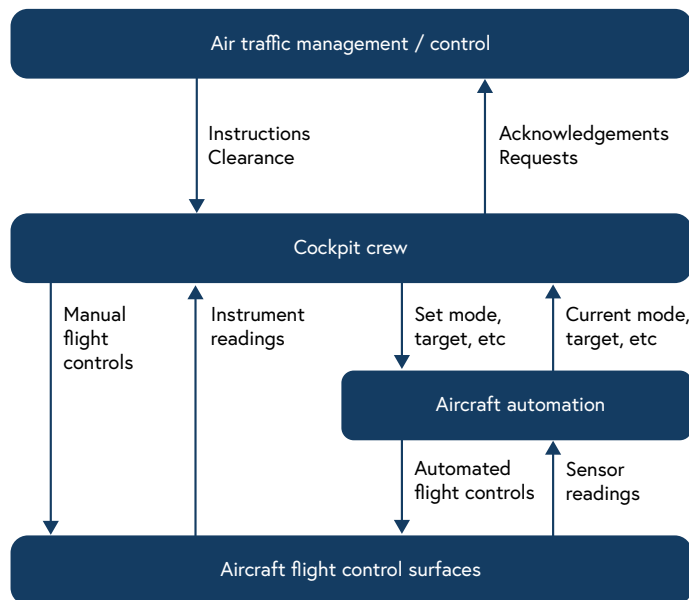 Air traffic management / control
Instructions
Clearance
Acknowledgements
Requests
Cockpit crew
Manual
flight
controls
Instrument
readings
Set mode,
target, etc
Current mode,
target, etc
Aircraft automation
Automated
flight controls
Sensor
readings
Aircraft flight control surfaces